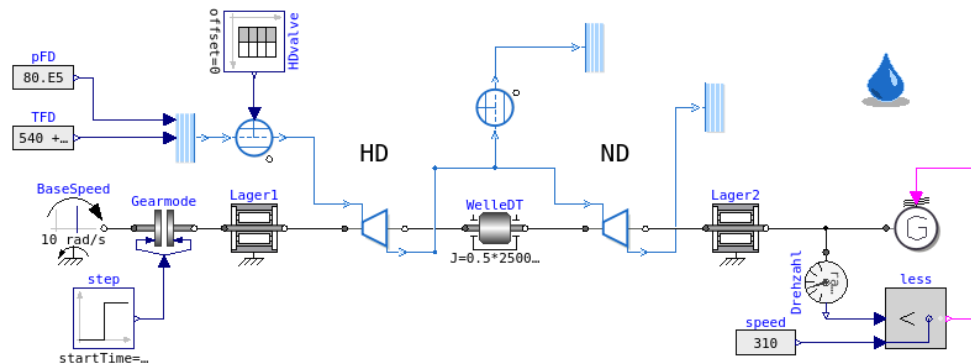 pFD
80.E5
TFD
540 +...
offset=0
HDvalve
HD
ND
BaseSpeed
10 rad/s
Gearmode
Lager1
WelleDT
J=0.5*2500...
Lager2
G
step
startTime=...
Drehzahl
ra...
speed
310
less
<